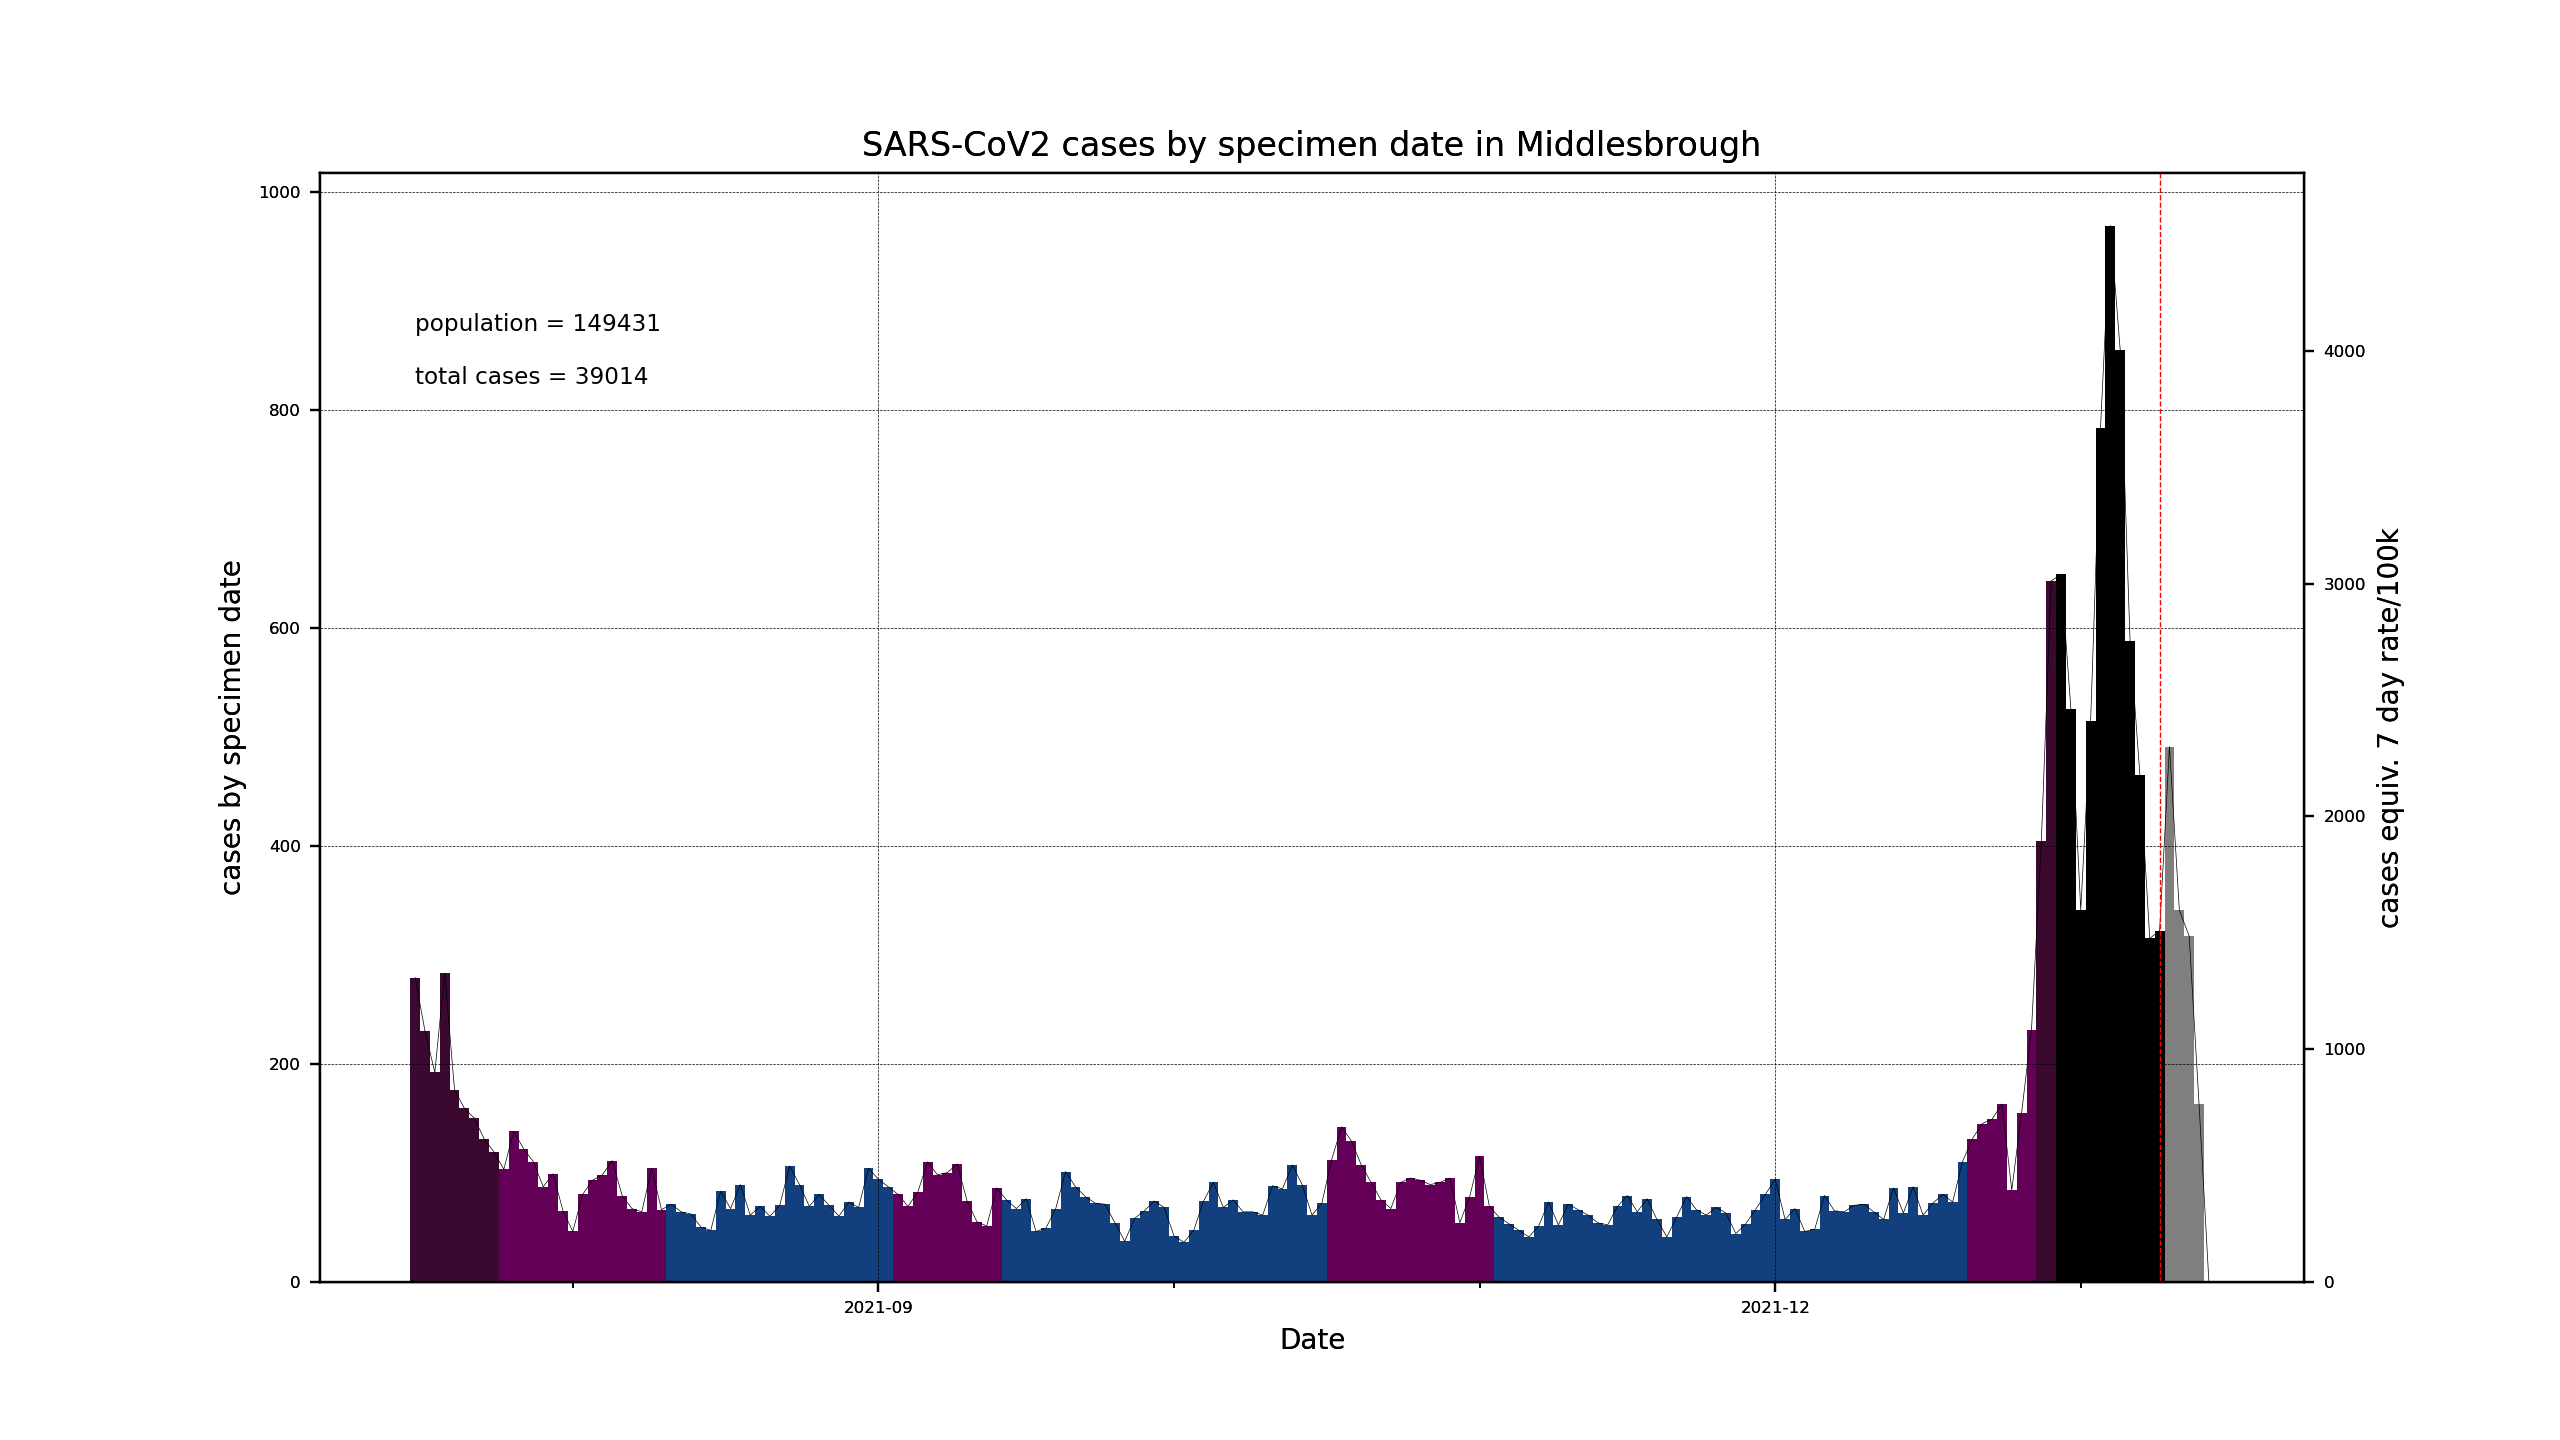 SARS-CoV2 cases by specimen date in Middlesbrough
population = 149431
total cases = 39014
cases by specimen date
1000
800
600
400
200
0
4000
3000
2000
1000
0
cases equiv. 7 day rate/100k
2021-09
2021-12
Date